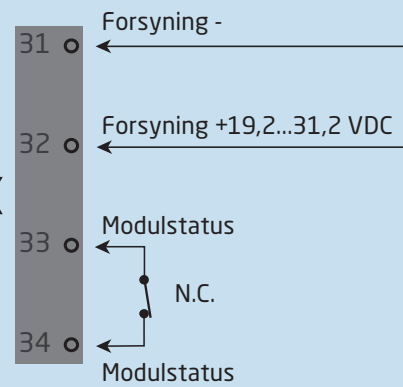 Forsyning -
31
Forsyning +19,2...31,2 VDC
32
Modulstatus
33
N.C.
34
Modulstatus